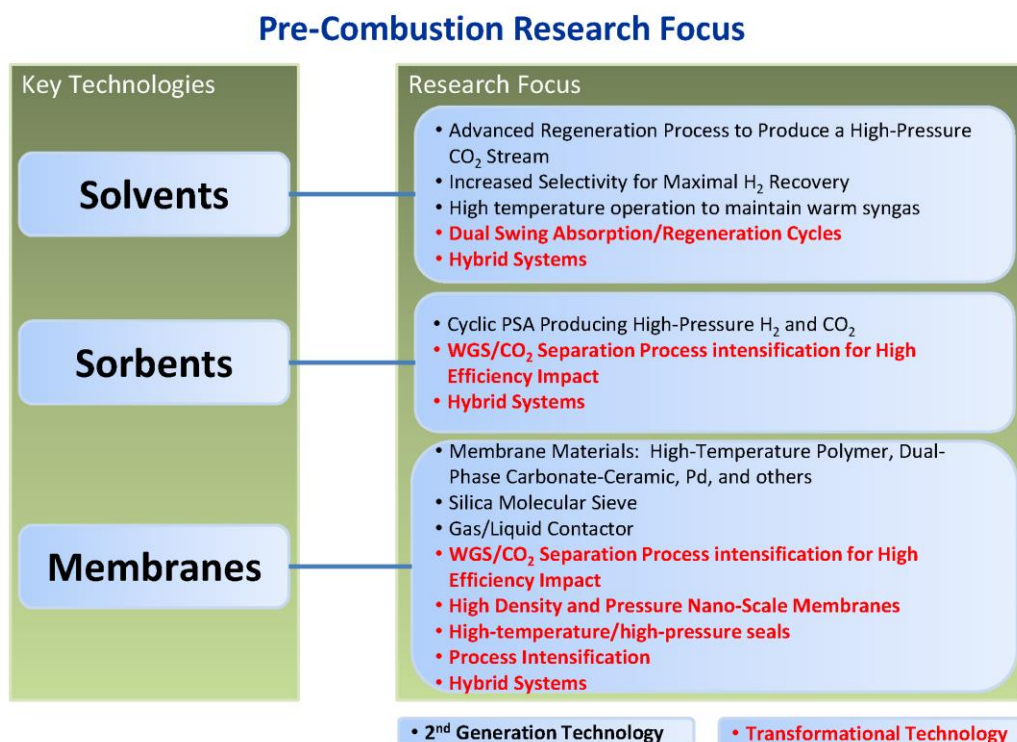 Pre-Combustion Research Focus
Key Technologies
Research Focus
Solvents
• Advanced Regeneration Process to Produce a High-Pressure
CO₂ Stream
• Increased Selectivity for Maximal H₂ Recovery
• High temperature operation to maintain warm syngas
• Dual Swing Absorption/Regeneration Cycles
• Hybrid Systems
Sorbents
• Cyclic PSA Producing High-Pressure H₂ and CO₂
• WGS/CO₂ Separation Process intensification for High
Efficiency Impact
• Hybrid Systems
Membranes
• Membrane Materials: High-Temperature Polymer, Dual-
Phase Carbonate-Ceramic, Pd, and others
• Silica Molecular Sieve
• Gas/Liquid Contactor
• WGS/CO₂ Separation Process intensification for High
Efficiency Impact
• High Density and Pressure Nano-Scale Membranes
• High-temperature/high-pressure seals
• Process Intensification
• Hybrid Systems
• 2ⁿᵈ Generation Technology
• Transformational Technology